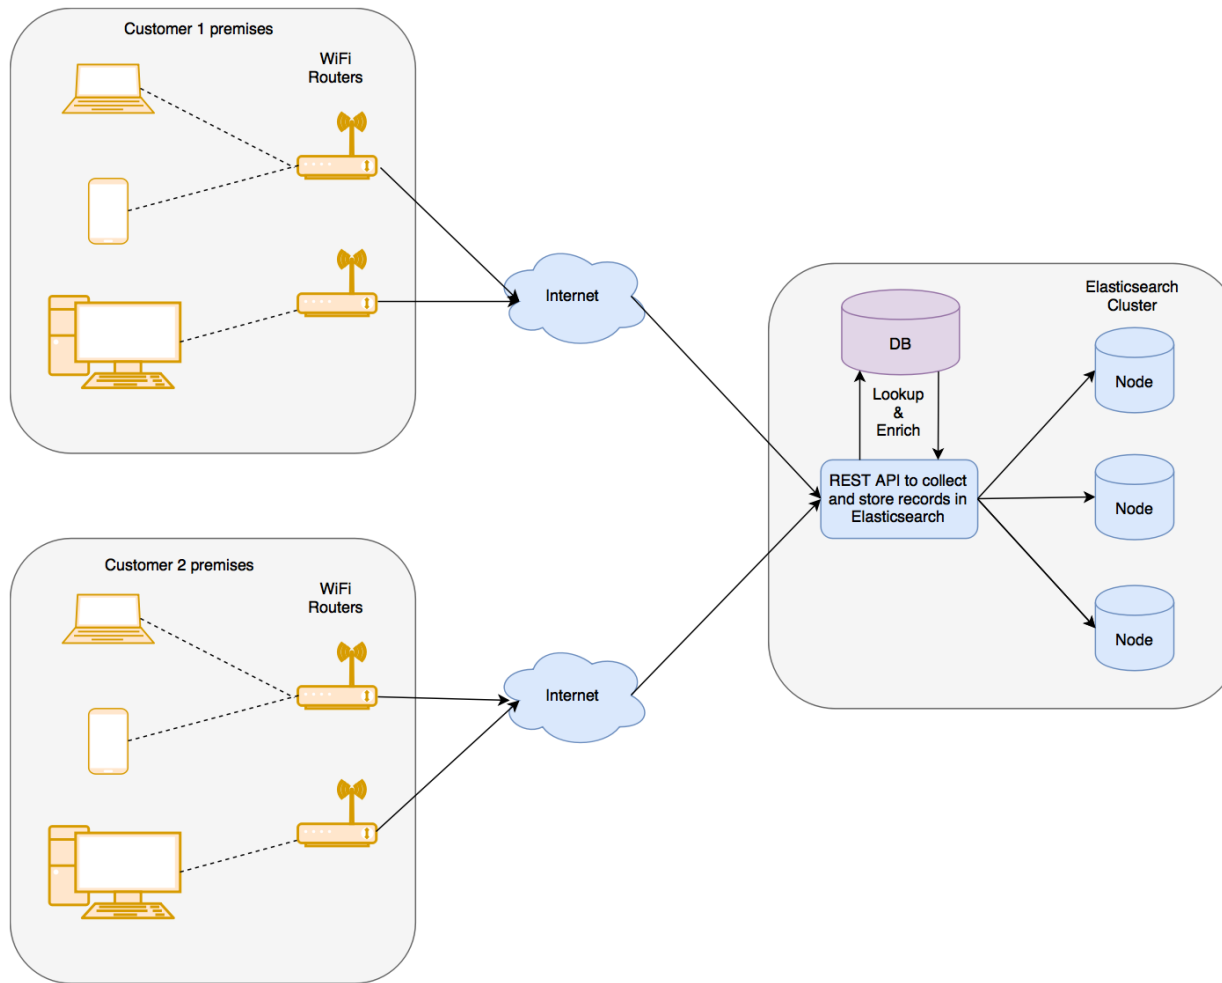 Customer 1 premises
WiFi
Routers
Internet
Elasticsearch
Cluster
DB
Node
Lookup
&
Enrich
REST API to collect
and store records in
Elasticsearch
Node
Node
Customer 2 premises
WiFi
Routers
Internet